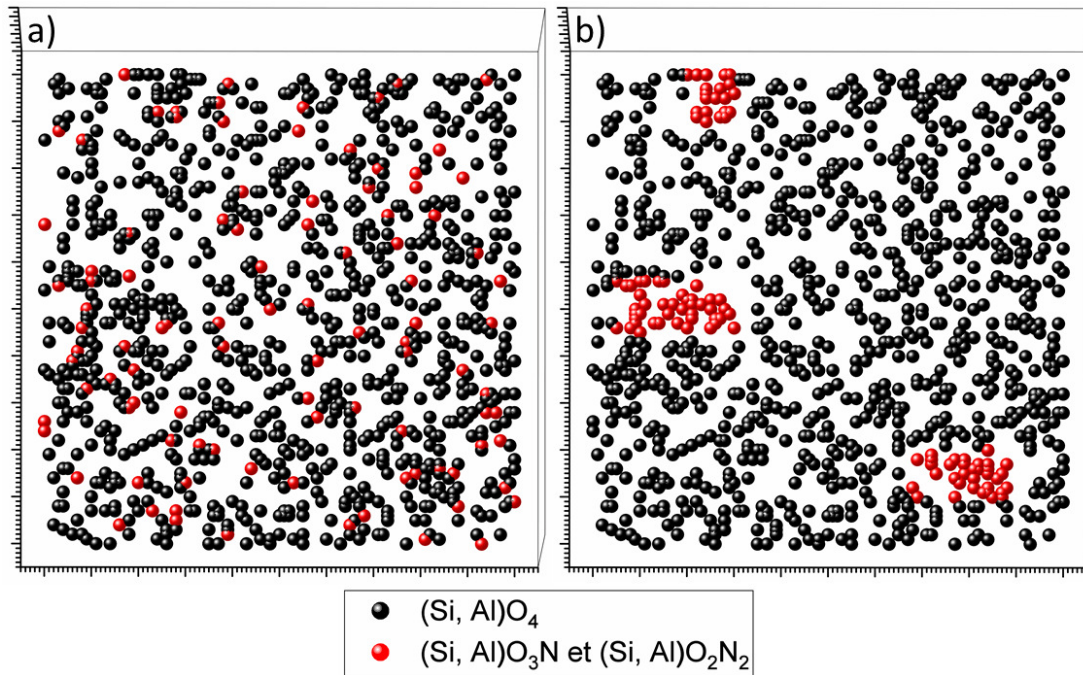 a)
b)
(Si, Al)O₄
(Si, Al)O₃N et (Si, Al)O₂N₂